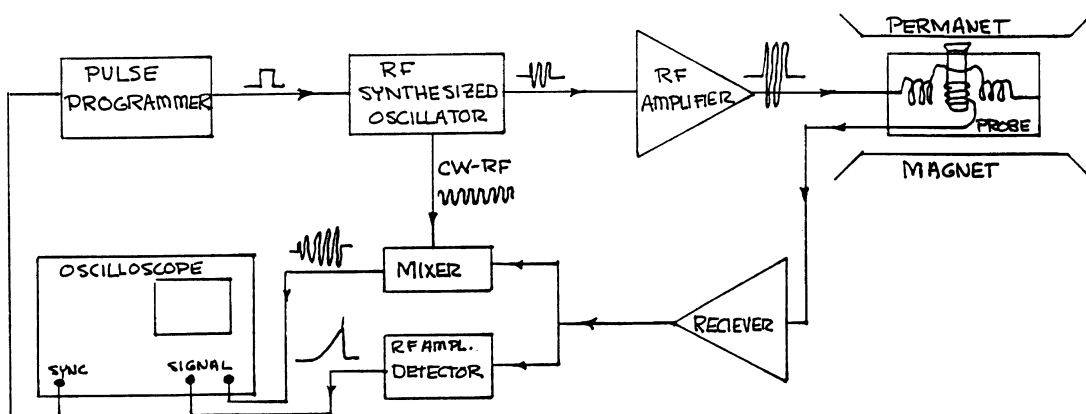 PULSE
PROGRAMMER
RF
SYNTHESIZED
OSCILLATOR
RF
AMPLIFIER
PERMANET
PROBE
MAGNET
CW-RF
OSCILLOSCOPE
MIXER
RECIEVER
RF AMPL.
DETECTOR
SYNC
SIGNAL